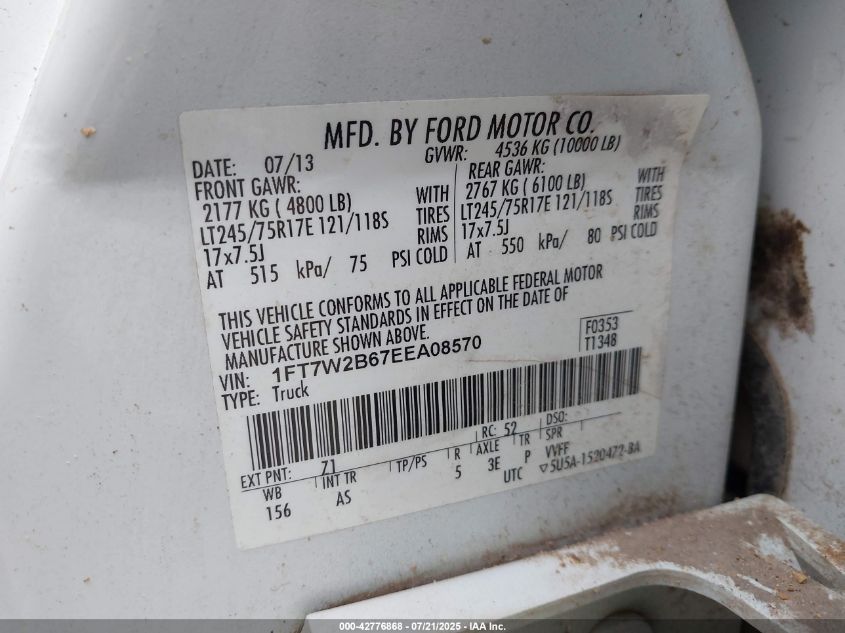 MFD. BY FORD MOTOR CO.
DATE: 07/13 GVWR: 4536 KG (10000 LB)
FRONT GAWR: REAR GAWR:
2177 KG ( 4800 LB) WITH 2767 KG ( 6100 LB) WITH
LT245/75R17E 121/118S TIRES LT245/75R17E 121/118S TIRES
17x7.5J RIMS 17x7.5J RIMS
AT 515 kPa/ 75 PSI COLD AT 550 kPa/ 80 PSI COLD
THIS VEHICLE CONFORMS TO ALL APPLICABLE FEDERAL MOTOR
VEHICLE SAFETY STANDARDS IN EFFECT ON THE DATE OF
MANUFACTURE SHOWN ABOVE.
VIN: 1FT7W2B67EEA08570 F0353
TYPE: Truck T1348
EXT PNT: Z1 RC: 52 DSO:
WB INT TR TP/PS R AXLE TR SPR
156 AS 5 3E P VVFF
UTC ▽5U5A-1520472-BA
000-42776868 - 07/21/2025 - IAA Inc.